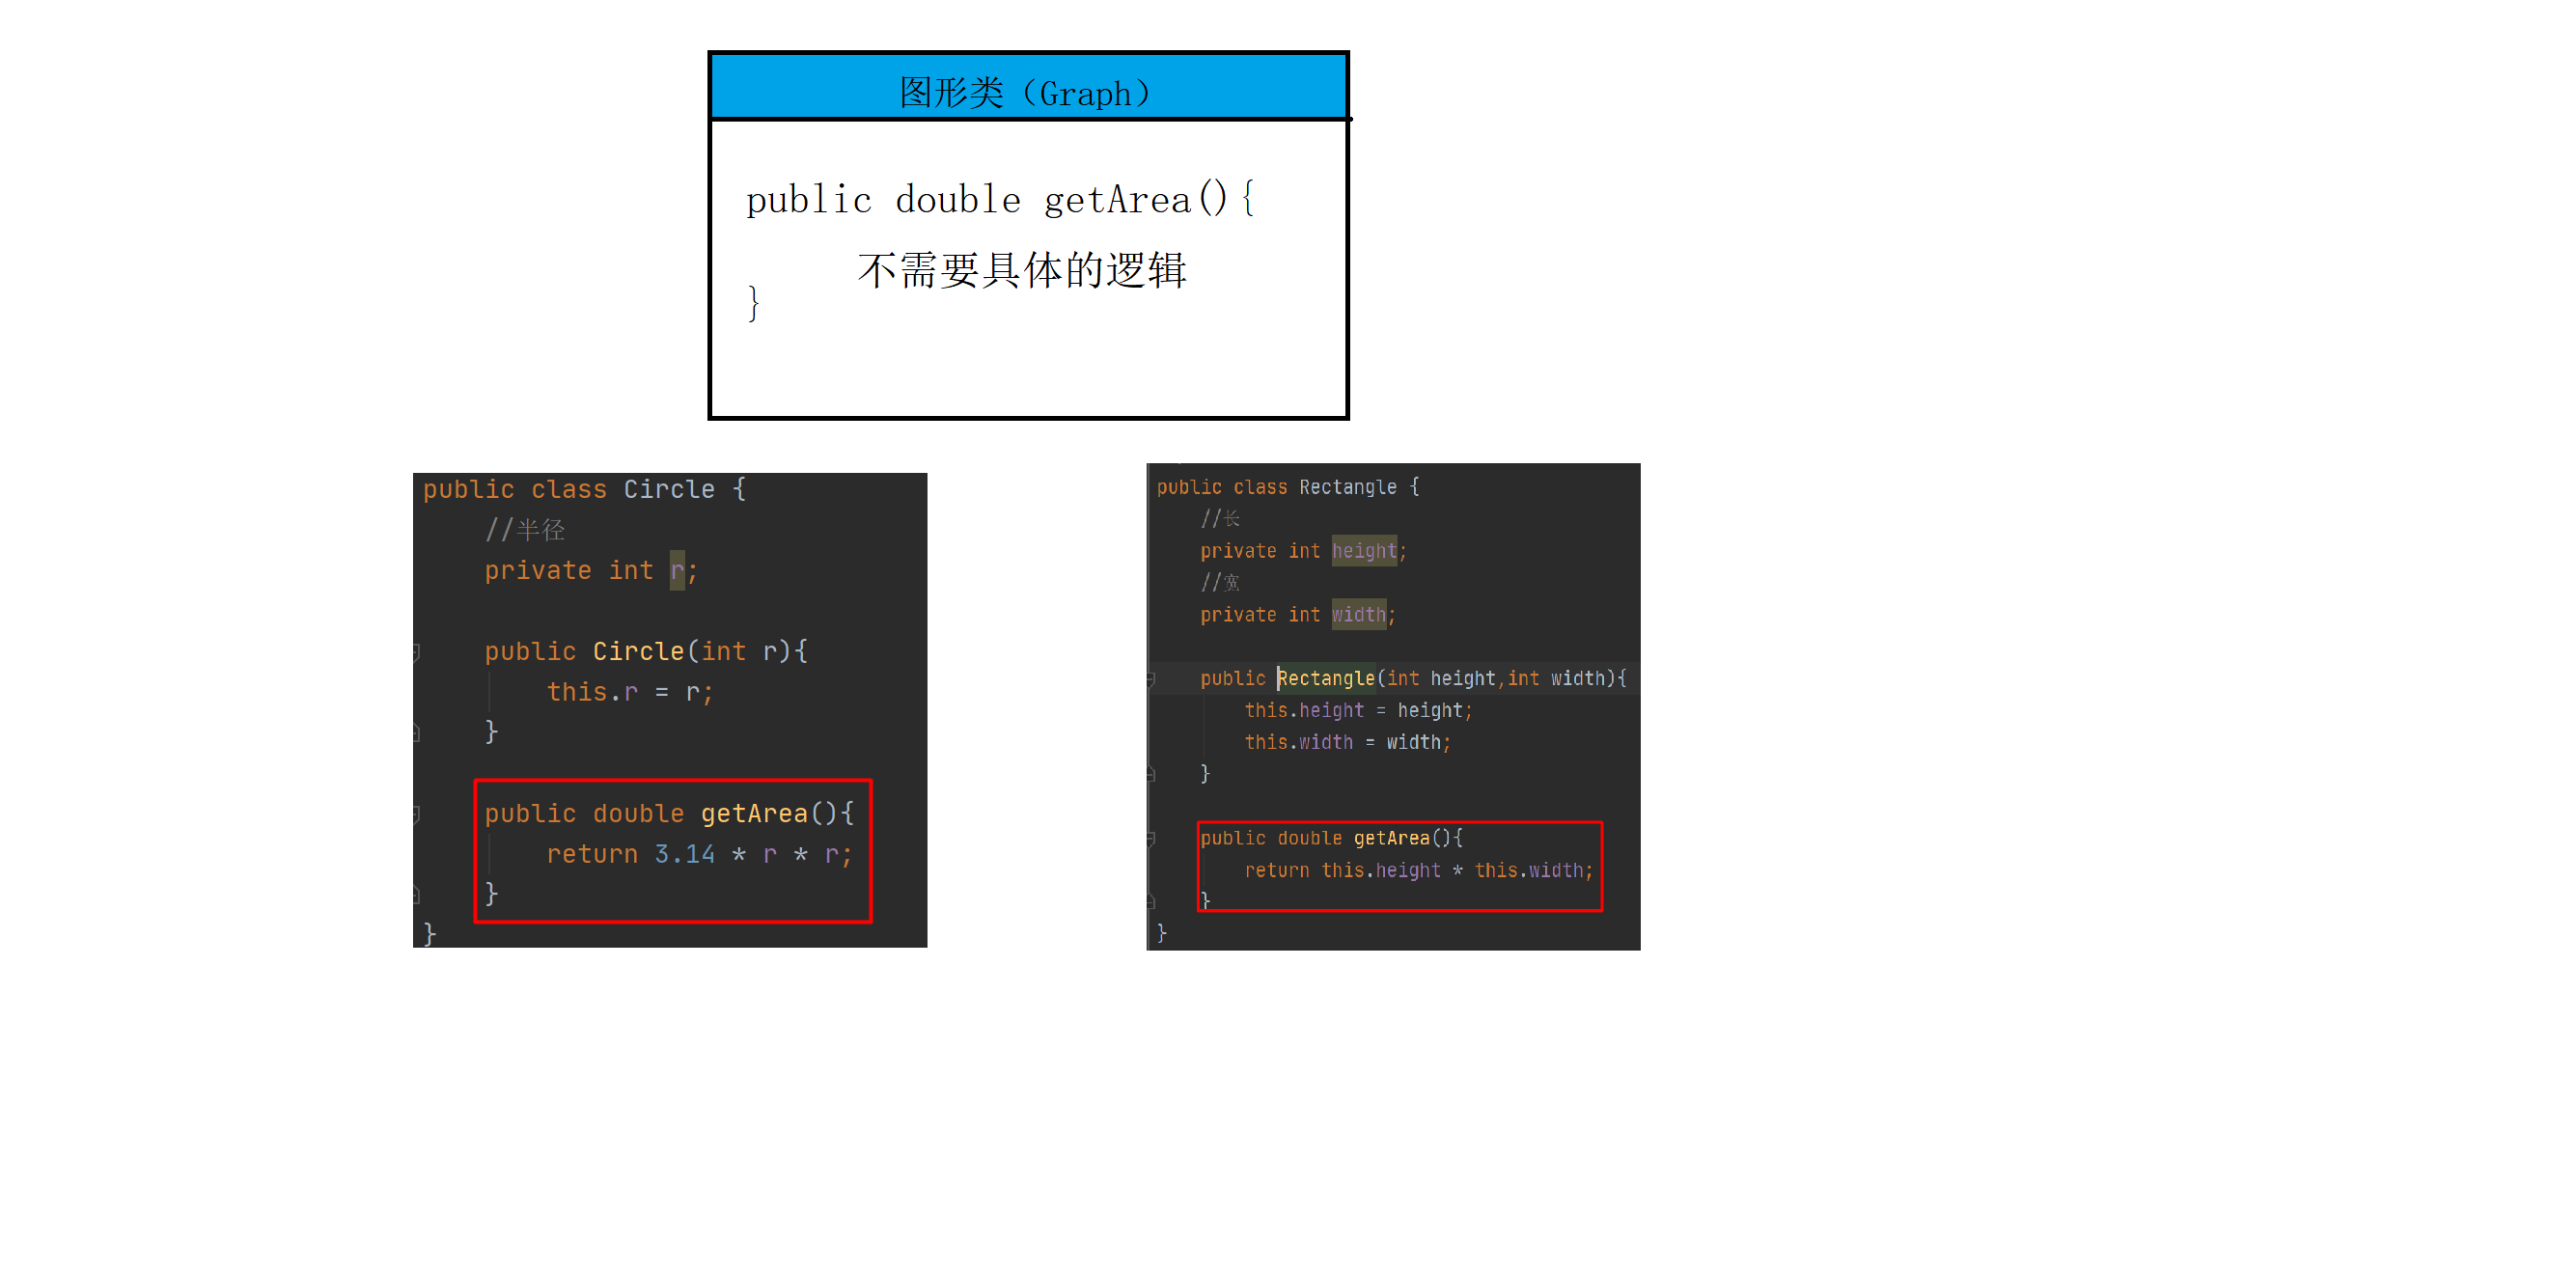 图形类（Graph）
public double getArea(){
不需要具体的逻辑
}
public class Circle {
//半径
private int r;
public Circle(int r){
this.r = r;
}
public double getArea(){
return 3.14 * r * r;
}
}
public class Rectangle {
//长
private int height;
//宽
private int width;
public Rectangle(int height,int width){
this.height = height;
this.width = width;
}
public double getArea(){
return this.height * this.width;
}
}